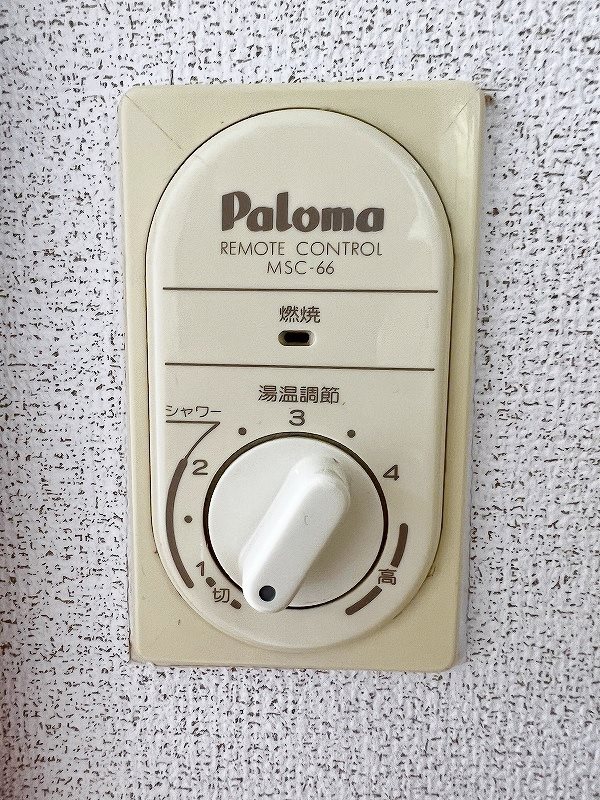 Paloma
REMOTE CONTROL
MSC-66
燃焼
湯温調節
シャワー
3
2
4
1
切
高